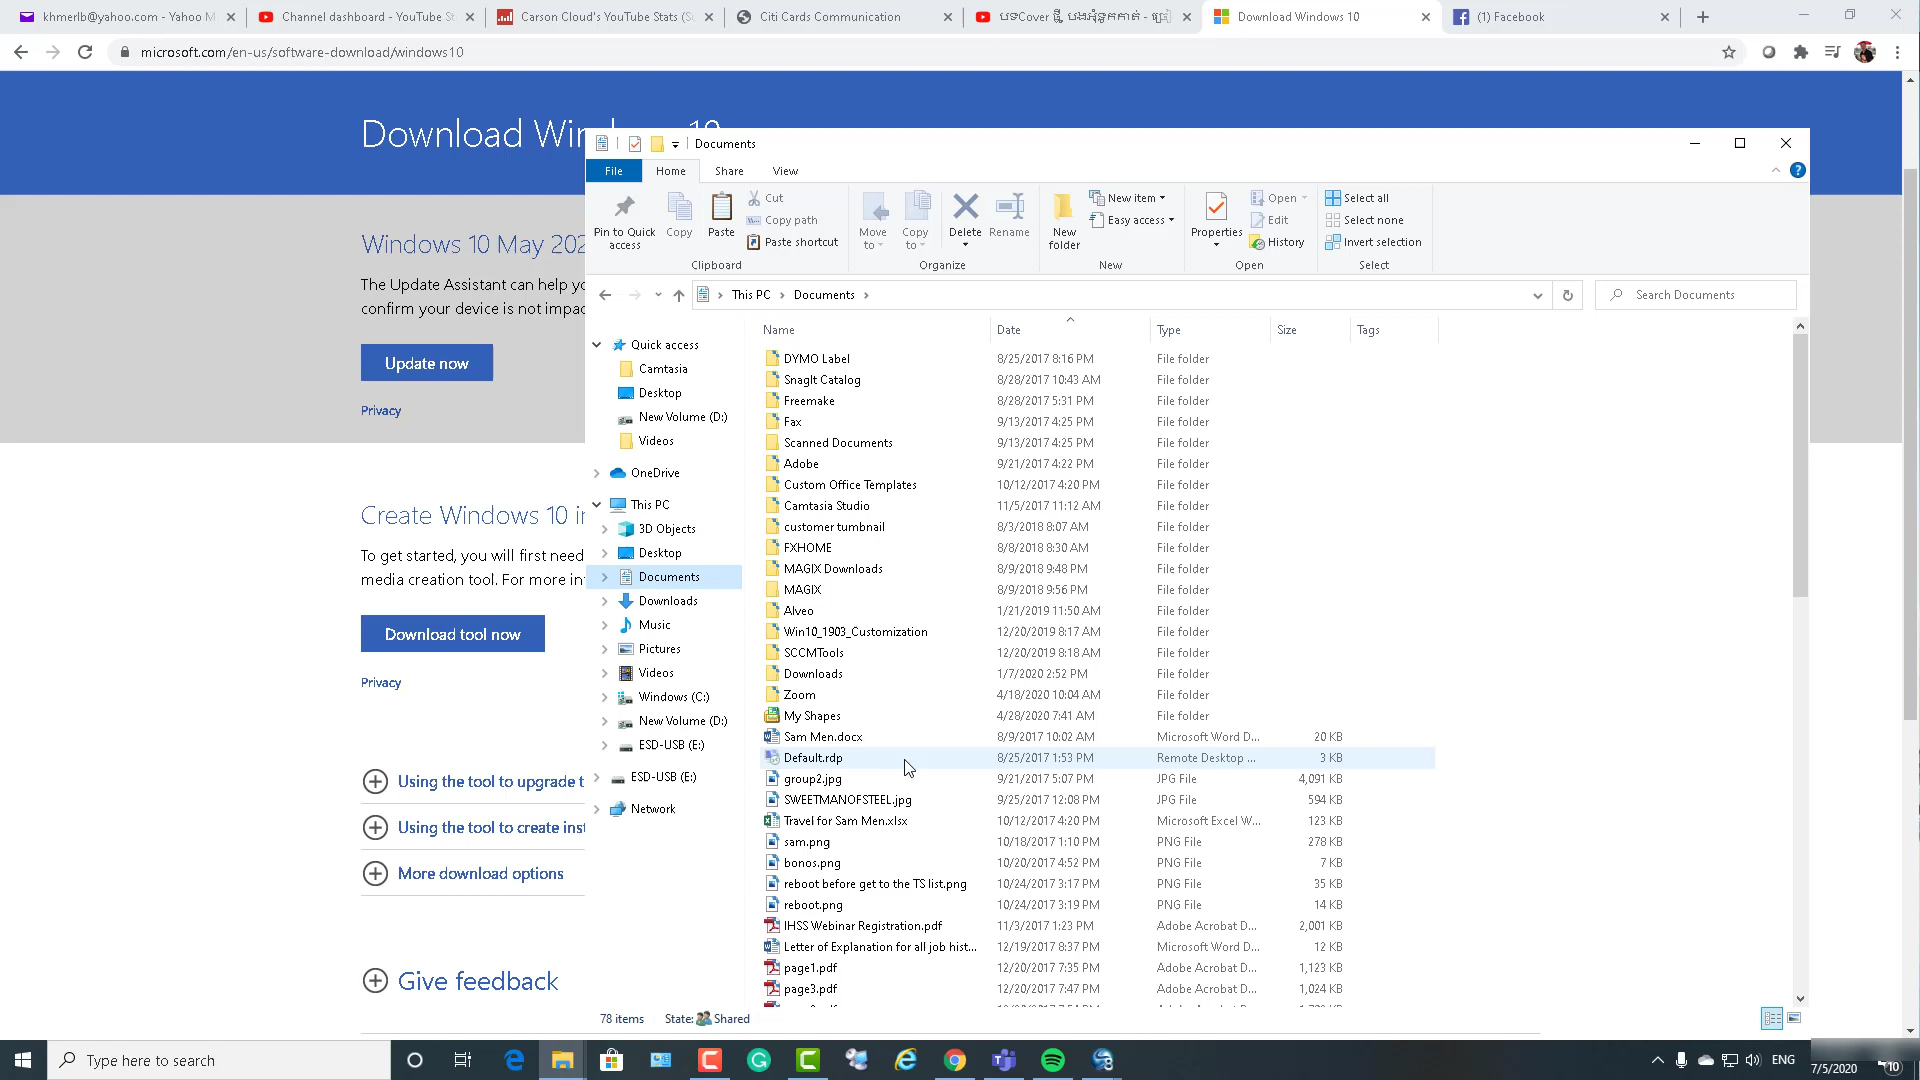 khmerlb@yahoo.com - Yahoo M
Channel dashboard - YouTube St
Carson Cloud's YouTube Stats (Su
Citi Cards Communication
Download Windows 10
(1) Facebook
microsoft.com/en-us/software-download/windows10
Download Win
Windows 10 May 202
The Update Assistant can help yo
confirm your device is not impac
Update now
Privacy
Create Windows 10 in
To get started, you will first need
media creation tool. For more in
Download tool now
Privacy
Using the tool to upgrade t
Using the tool to create inst
More download options
Give feedback
Documents
File
Home
Share
View
Pin to Quick access
Copy
Paste
Cut
Copy path
Paste shortcut
Clipboard
Move to
Copy to
Delete
Rename
Organize
New folder
New item
Easy access
New
Properties
Open
Edit
History
Open
Select all
Select none
Invert selection
Select
This PC > Documents >
Search Documents
Quick access
Camtasia
Desktop
New Volume (D:)
Videos
OneDrive
This PC
3D Objects
Desktop
Documents
Downloads
Music
Pictures
Videos
Windows (C:)
New Volume (D:)
ESD-USB (E:)
ESD-USB (E:)
Network
Name Date Type Size Tags
DYMO Label 8/25/2017 8:16 PM File folder
SnagIt Catalog 8/28/2017 10:43 AM File folder
Freemake 8/28/2017 5:31 PM File folder
Fax 9/13/2017 4:25 PM File folder
Scanned Documents 9/13/2017 4:25 PM File folder
Adobe 9/21/2017 4:22 PM File folder
Custom Office Templates 10/12/2017 4:20 PM File folder
Camtasia Studio 11/5/2017 11:12 AM File folder
customer tumbnail 8/3/2018 8:07 AM File folder
FXHOME 8/8/2018 8:30 AM File folder
MAGIX Downloads 8/9/2018 9:48 PM File folder
MAGIX 8/9/2018 9:56 PM File folder
Alveo 1/21/2019 11:50 AM File folder
Win10_1903_Customization 12/20/2019 8:17 AM File folder
SCCMTools 12/20/2019 8:18 AM File folder
Downloads 1/7/2020 2:52 PM File folder
Zoom 4/18/2020 10:04 AM File folder
My Shapes 4/28/2020 7:41 AM File folder
Sam Men.docx 8/9/2017 10:02 AM Microsoft Word D... 20 KB
Default.rdp 8/25/2017 1:53 PM Remote Desktop ... 3 KB
group2.jpg 9/21/2017 5:07 PM JPG File 4,091 KB
SWEETMANOFSTEEL.jpg 9/25/2017 12:08 PM JPG File 594 KB
Travel for Sam Men.xlsx 10/12/2017 4:20 PM Microsoft Excel W... 123 KB
sam.png 10/18/2017 1:10 PM PNG File 278 KB
bonos.png 10/20/2017 4:52 PM PNG File 7 KB
reboot before get to the TS list.png 10/24/2017 3:17 PM PNG File 35 KB
reboot.png 10/24/2017 3:19 PM PNG File 14 KB
IHSS Webinar Registration.pdf 11/3/2017 1:23 PM Adobe Acrobat D... 2,001 KB
Letter of Explanation for all job hist... 12/19/2017 8:37 PM Microsoft Word D... 12 KB
page1.pdf 12/20/2017 7:35 PM Adobe Acrobat D... 1,123 KB
page3.pdf 12/20/2017 7:47 PM Adobe Acrobat D... 1,024 KB
78 items State: Shared
Type here to search
ENG
7/5/2020
10